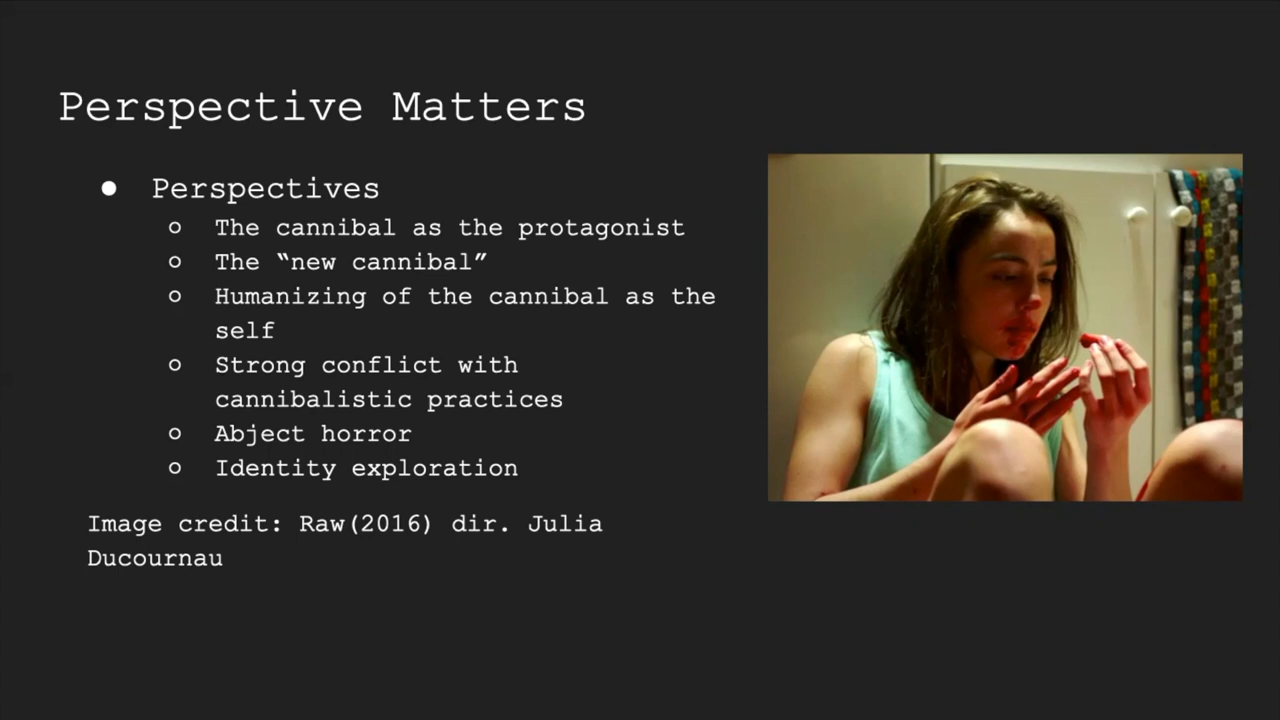 Perspective Matters
● Perspectives
○ The cannibal as the protagonist
○ The “new cannibal”
○ Humanizing of the cannibal as the
self
○ Strong conflict with
cannibalistic practices
○ Abject horror
○ Identity exploration
Image credit: Raw(2016) dir. Julia
Ducournau